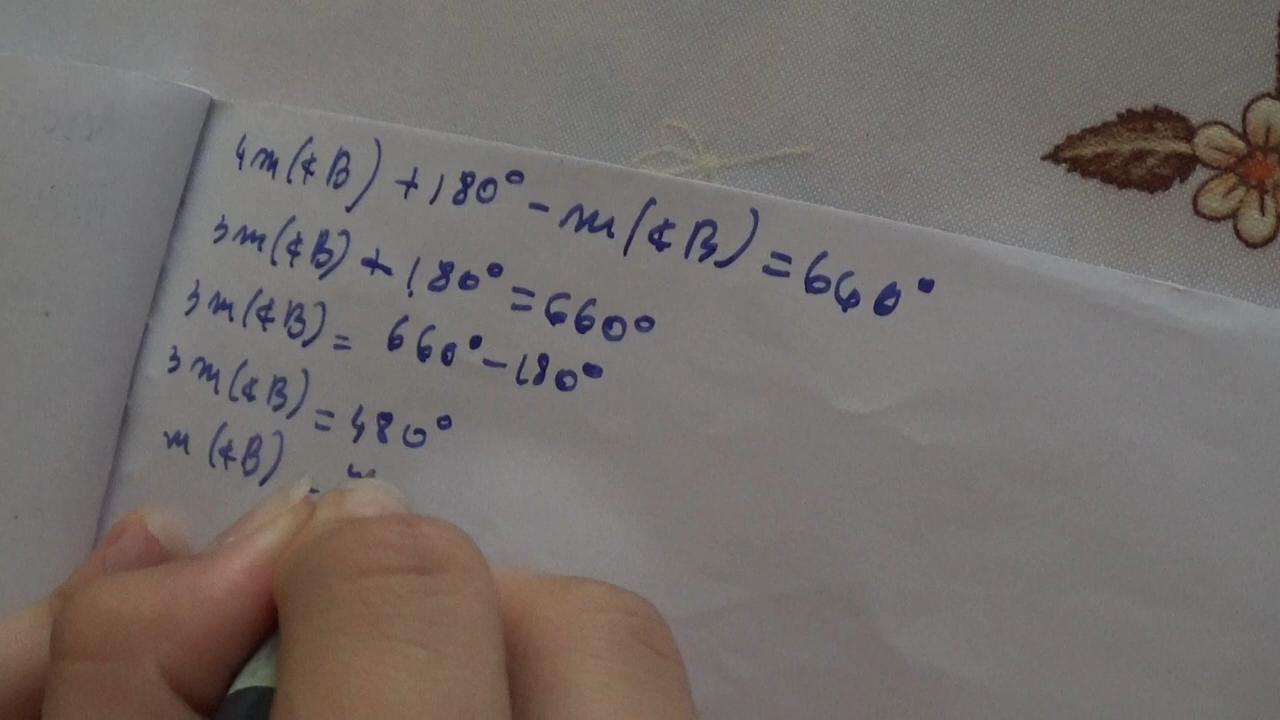 4m(∢B) + 180° - m(∢B) = 660°
3m(∢B) + 180° = 660°
3m(∢B) = 660° - 180°
3m(∢B) = 480°
m(∢B) =